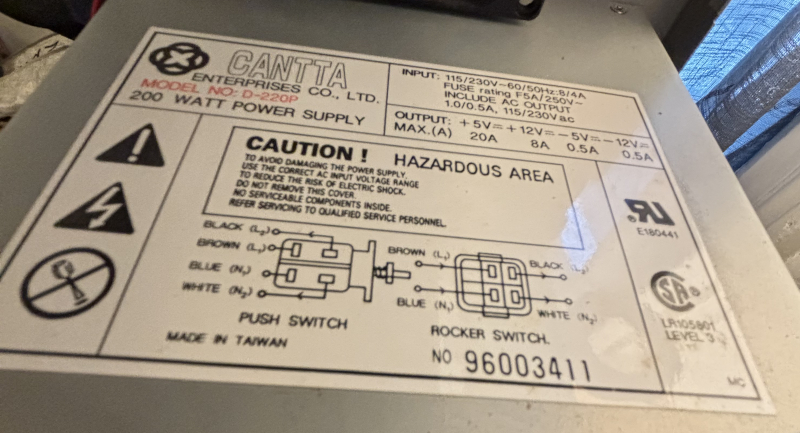 CANTTA
ENTERPRISES CO., LTD.
MODEL NO: D-220P
200 WATT POWER SUPPLY
INPUT: 115/230V~60/50Hz:8/4A
FUSE rating F5A/250V~
INCLUDE AC OUTPUT
1.0/0.5A, 115/230Vac
OUTPUT: +5V⎓ +12V⎓ -5V⎓ -12V⎓
MAX.(A) 20A 8A 0.5A 0.5A
CAUTION ! HAZARDOUS AREA
TO AVOID DAMAGING THE POWER SUPPLY.
USE THE CORRECT AC INPUT VOLTAGE RANGE
TO REDUCE THE RISK OF ELECTRIC SHOCK.
DO NOT REMOVE THIS COVER.
NO SERVICEABLE COMPONENTS INSIDE.
REFER SERVICING TO QUALIFIED SERVICE PERSONNEL.
BLACK (L₂)
BROWN (L₁)
BLUE (N₁)
WHITE (N₂)
PUSH SWITCH
BROWN (L₁)
BLACK (L₂)
BLUE (N₁)
WHITE (N₂)
ROCKER SWITCH.
RU
E180441
SA
LR105801
LEVEL 3
MADE IN TAIWAN
NO 96003411
MC